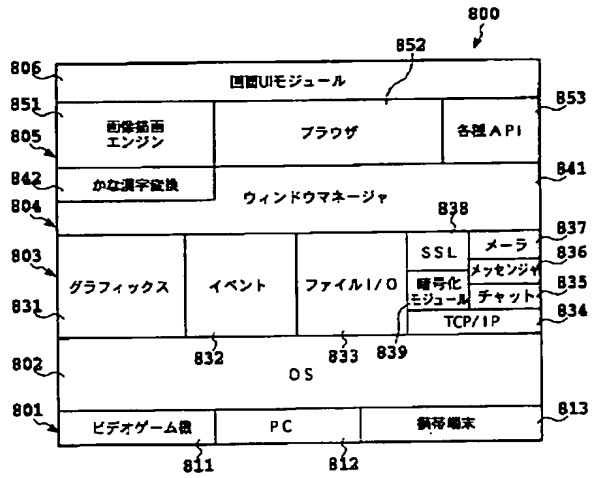 800
852
806
画面UIモジュール
851
853
画像描画
エンジン
ブラウザ
各種API
805
842
かな漢字変換
841
ウィンドウマネージャ
804
838
837
803
SSL
メーラ
836
メッセンジャ
835
グラフィックス
イベント
ファイルI/O
暗号化
モジュール
チャット
834
831
TCP/IP
832
833
839
802
OS
801
813
ビデオゲーム機
PC
携帯端末
811
812